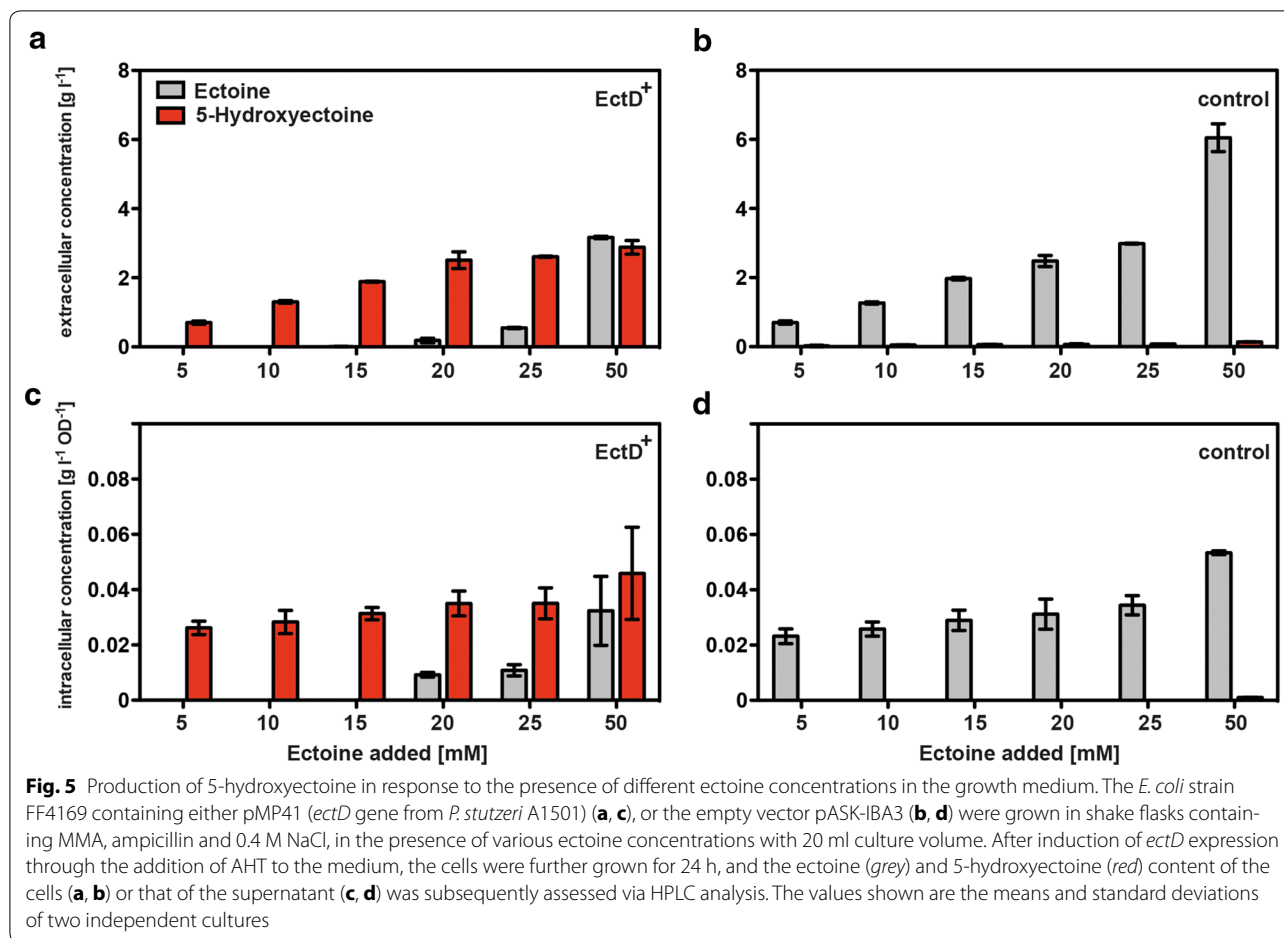 a
b
extracellular concentration [g l-1]
8
6
4
2
0
Ectoine
5-Hydroxyectoine
EctD+
5 10 15 20 25 50
8
6
4
2
0
control
5 10 15 20 25 50
c
d
intracellular concentration [g l-1 OD-1]
0.08
0.06
0.04
0.02
0
EctD+
5 10 15 20 25 50
Ectoine added [mM]
0.08
0.06
0.04
0.02
0
control
5 10 15 20 25 50
Ectoine added [mM]
Fig. 5 Production of 5-hydroxyectoine in response to the presence of different ectoine concentrations in the growth medium. The E. coli strain
FF4169 containing either pMP41 (ectD gene from P. stutzeri A1501) (a, c), or the empty vector pASK-IBA3 (b, d) were grown in shake flasks contain-
ing MMA, ampicillin and 0.4 M NaCl, in the presence of various ectoine concentrations with 20 ml culture volume. After induction of ectD expression
through the addition of AHT to the medium, the cells were further grown for 24 h, and the ectoine (grey) and 5-hydroxyectoine (red) content of the
cells (a, b) or that of the supernatant (c, d) was subsequently assessed via HPLC analysis. The values shown are the means and standard deviations
of two independent cultures